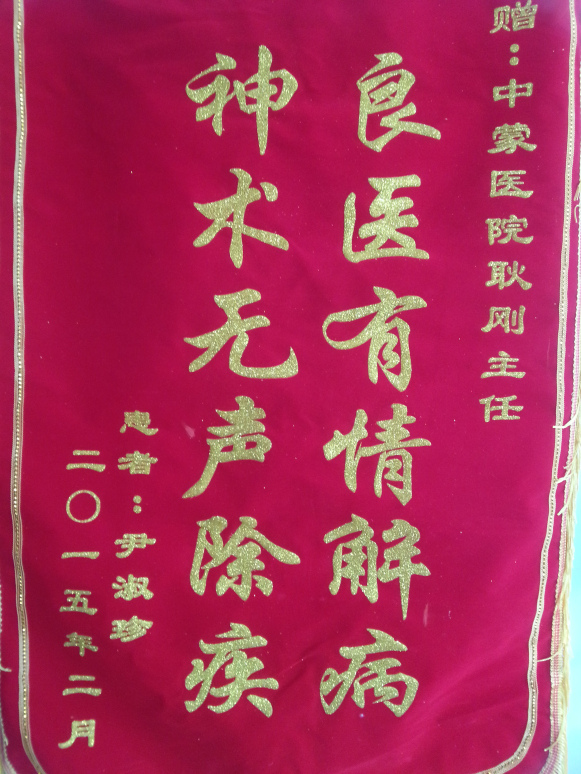 赠：中蒙医院耿刚主任
良医有情解病
神术无声除疾
患者：尹淑珍
二〇一五年二月